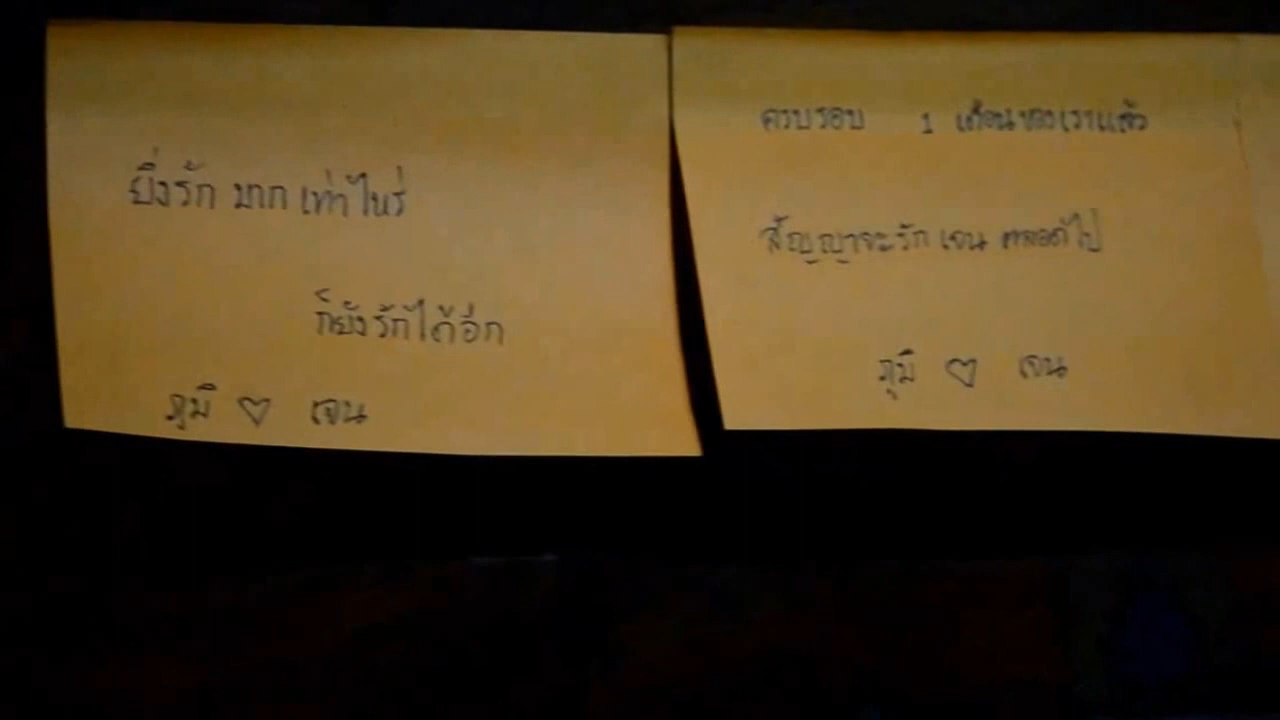 ยิ่งรัก มาก เท่าไหร่
ก็ยังรักได้อีก
ภูมิ ♡ เจน
ครบรอบ 1 เดือนของเราแล้ว
สัญญาจะรัก เจน ตลอดไป
ภูมิ ♡ เจน